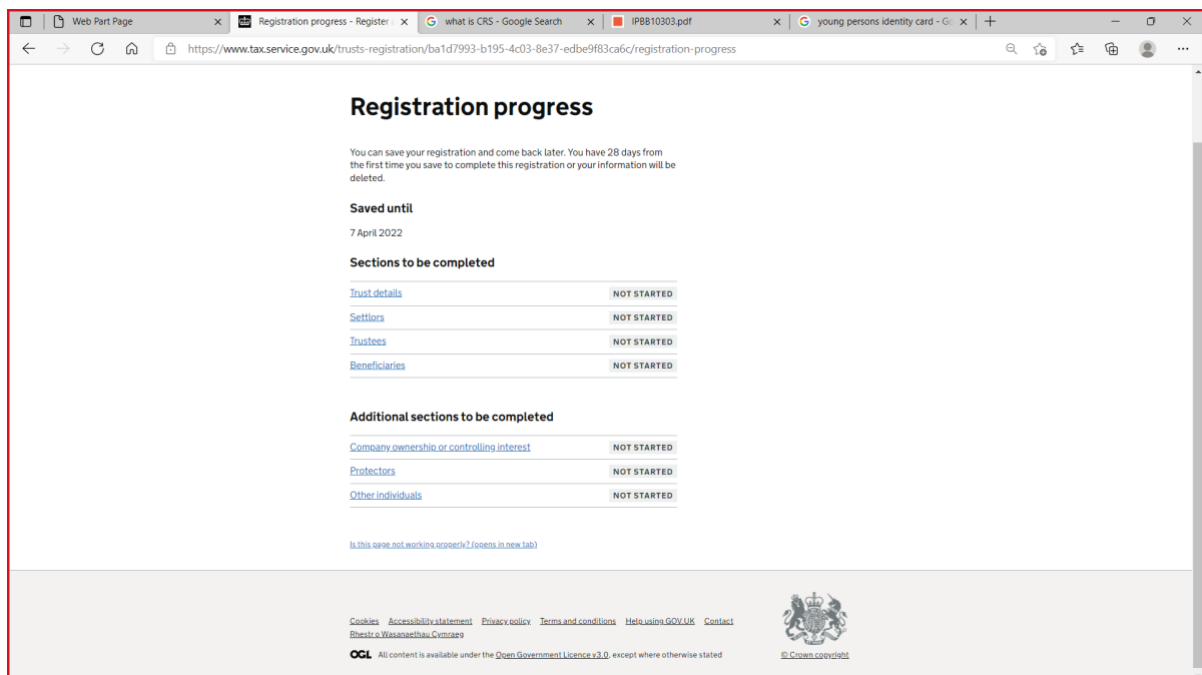 Web Part Page
Registration progress - Register
what is CRS - Google Search
IPBB10303.pdf
young persons identity card - Go
https://www.tax.service.gov.uk/trusts-registration/ba1d7993-b195-4c03-8e37-edbe9f83ca6c/registration-progress
Registration progress
You can save your registration and come back later. You have 28 days from
the first time you save to complete this registration or your information will be
deleted.
Saved until
7 April 2022
Sections to be completed
Trust details NOT STARTED
Settlors NOT STARTED
Trustees NOT STARTED
Beneficiaries NOT STARTED
Additional sections to be completed
Company ownership or controlling interest NOT STARTED
Protectors NOT STARTED
Other individuals NOT STARTED
Is this page not working properly? (opens in new tab)
Cookies Accessibility statement Privacy policy Terms and conditions Help using GOV.UK Contact
Rhestr o Wasanaethau Cymraeg
OGL All content is available under the Open Government Licence v3.0, except where otherwise stated
© Crown copyright